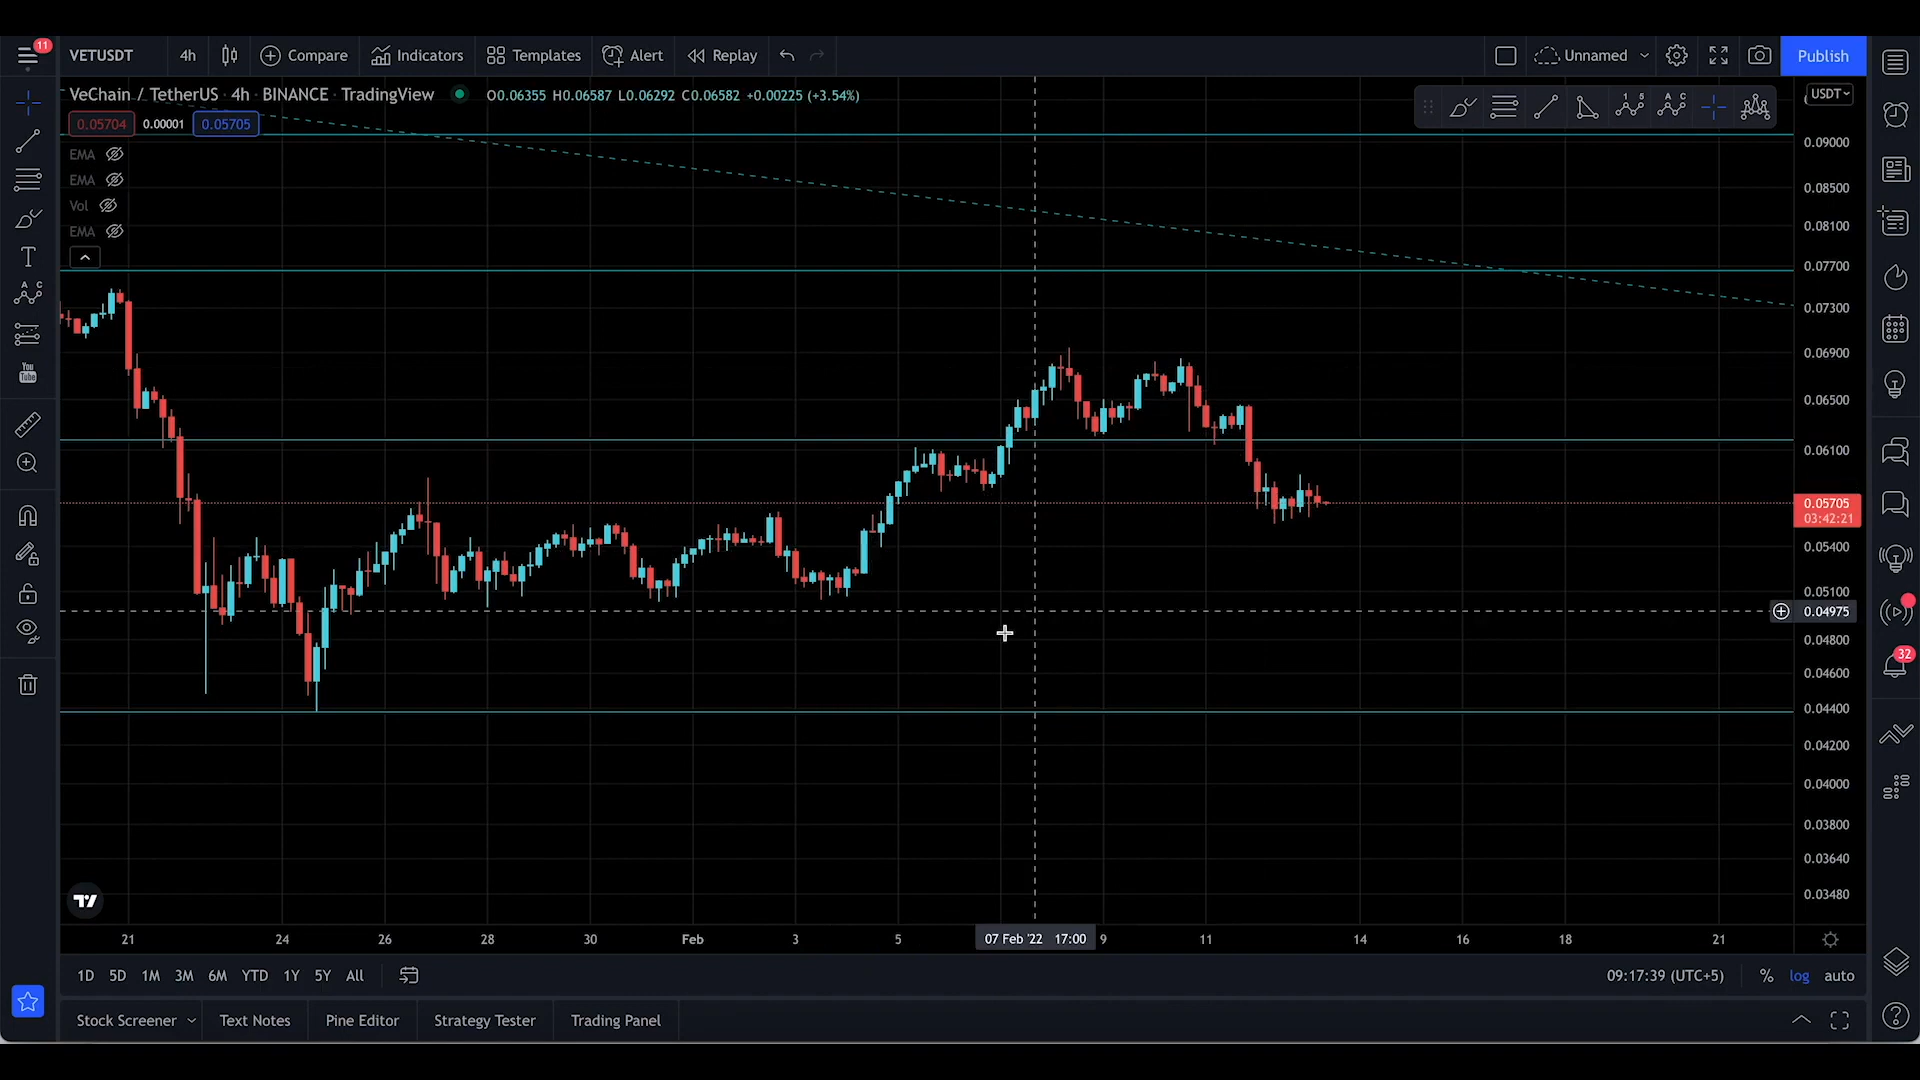 11
VETUSDT 4h Compare Indicators Templates Alert Replay Unnamed Publish
VeChain / TetherUS · 4h · BINANCE · TradingView O0.06355 H0.06587 L0.06292 C0.06582 +0.00225 (+3.54%)
USDT
0.05704 0.00001 0.05705
EMA
EMA
Vol
EMA
A C
1 5
A C
You Tube
0.09000
0.08500
0.08100
0.07700
0.07300
0.06900
0.06500
0.06100
0.05705
03:42:21
0.05400
0.05100
0.04975
0.04800
0.04600
0.04400
0.04200
0.04000
0.03800
0.03640
0.03480
32
21 24 26 28 30 Feb 3 5 07 Feb '22 17:00 9 11 14 16 18 21
1D 5D 1M 3M 6M YTD 1Y 5Y All 09:17:39 (UTC+5) % log auto
Stock Screener Text Notes Pine Editor Strategy Tester Trading Panel